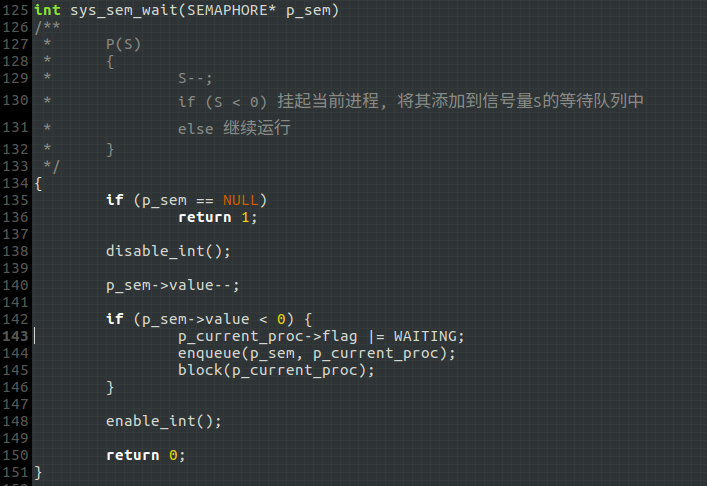 125 int sys_sem_wait(SEMAPHORE* p_sem)
126 /**
127  *      P(S)
128  *      {
129  *              S--;
130  *              if (S < 0) 挂起当前进程, 将其添加到信号量S的等待队列中
131  *              else 继续运行
132  *      }
133  */
134 {
135         if (p_sem == NULL)
136                 return 1;
137
138         disable_int();
139
140         p_sem->value--;
141
142         if (p_sem->value < 0) {
143                 p_current_proc->flag |= WAITING;
144                 enqueue(p_sem, p_current_proc);
145                 block(p_current_proc);
146         }
147
148         enable_int();
149
150         return 0;
151 }